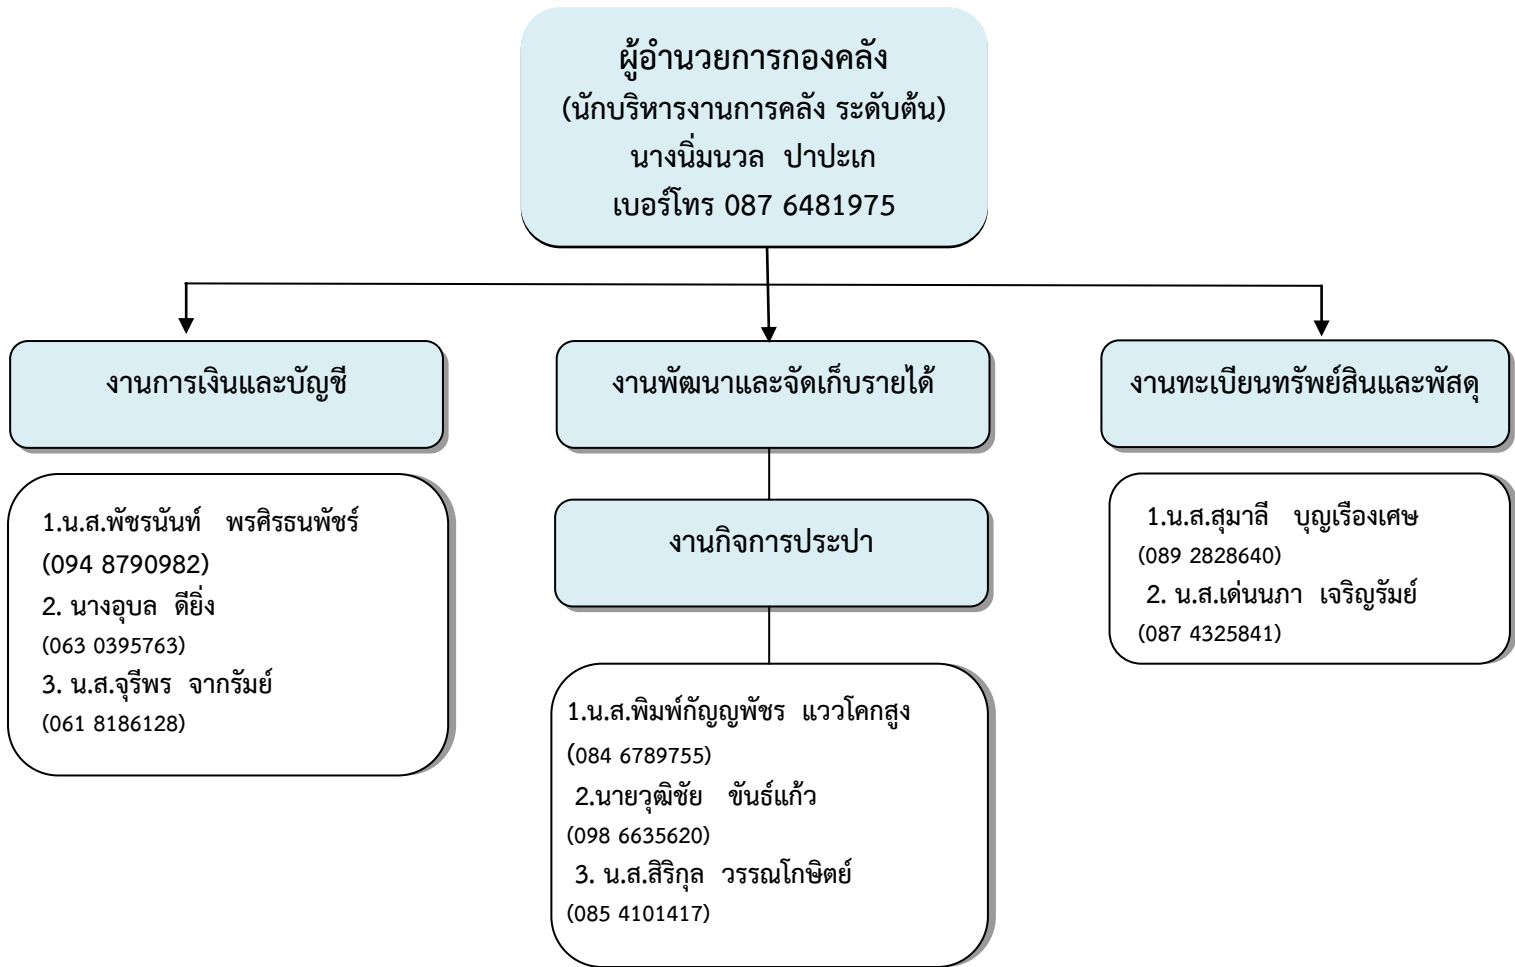 ผู้อำนวยการกองคลัง
(นักบริหารงานการคลัง ระดับต้น)
นางนิ่มนวล ปาปะเก
เบอร์โทร 087 6481975
งานการเงินและบัญชี
1.น.ส.พัชรนันท์ พรศิรธนพัชร์
(094 8790982)
2. นางอุบล ดียิ่ง
(063 0395763)
3. น.ส.จุรีพร จากรัมย์
(061 8186128)
งานพัฒนาและจัดเก็บรายได้
งานกิจการประปา
1.น.ส.พิมพ์กัญญพัชร แววโคกสูง
(084 6789755)
2.นายวุฒิชัย ขันธ์แก้ว
(098 6635620)
3. น.ส.สิริกุล วรรณโกษิตย์
(085 4101417)
งานทะเบียนทรัพย์สินและพัสดุ
1.น.ส.สุมาลี บุญเรืองเศษ
(089 2828640)
2. น.ส.เด่นนภา เจริญรัมย์
(087 4325841)